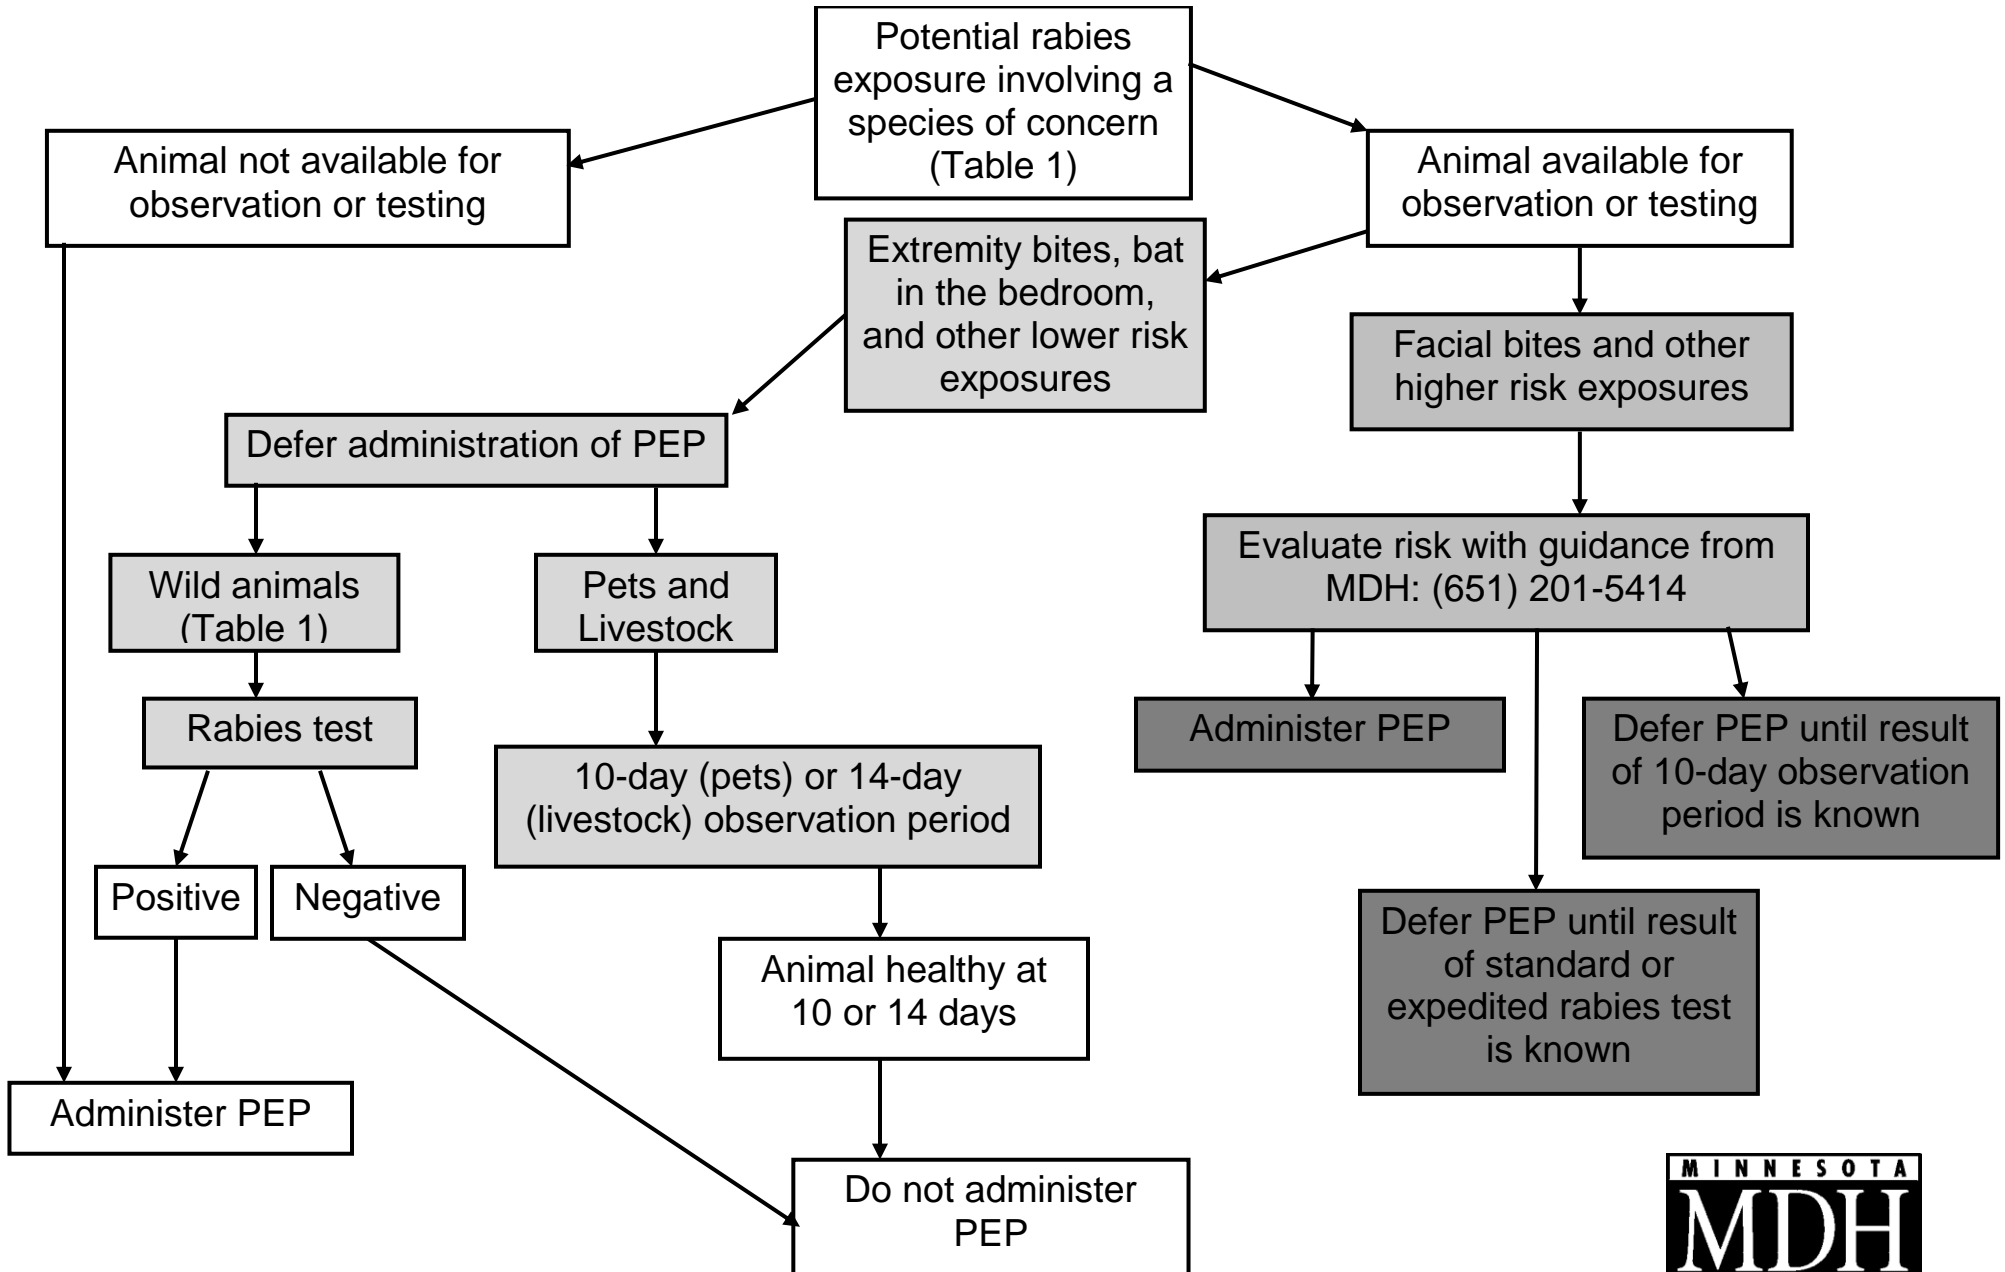 Potential rabies
exposure involving a
species of concern
(Table 1)
Animal not available for
observation or testing
Animal available for
observation or testing
Extremity bites, bat
in the bedroom,
and other lower risk
exposures
Facial bites and other
higher risk exposures
Defer administration of PEP
Evaluate risk with guidance from
MDH: (651) 201-5414
Wild animals
(Table 1)
Pets and
Livestock
Rabies test
10-day (pets) or 14-day
(livestock) observation period
Administer PEP
Defer PEP until result
of 10-day observation
period is known
Positive
Negative
Defer PEP until result
of standard or
expedited rabies test
is known
Animal healthy at
10 or 14 days
Administer PEP
Do not administer
PEP
MINNESOTA
MDH